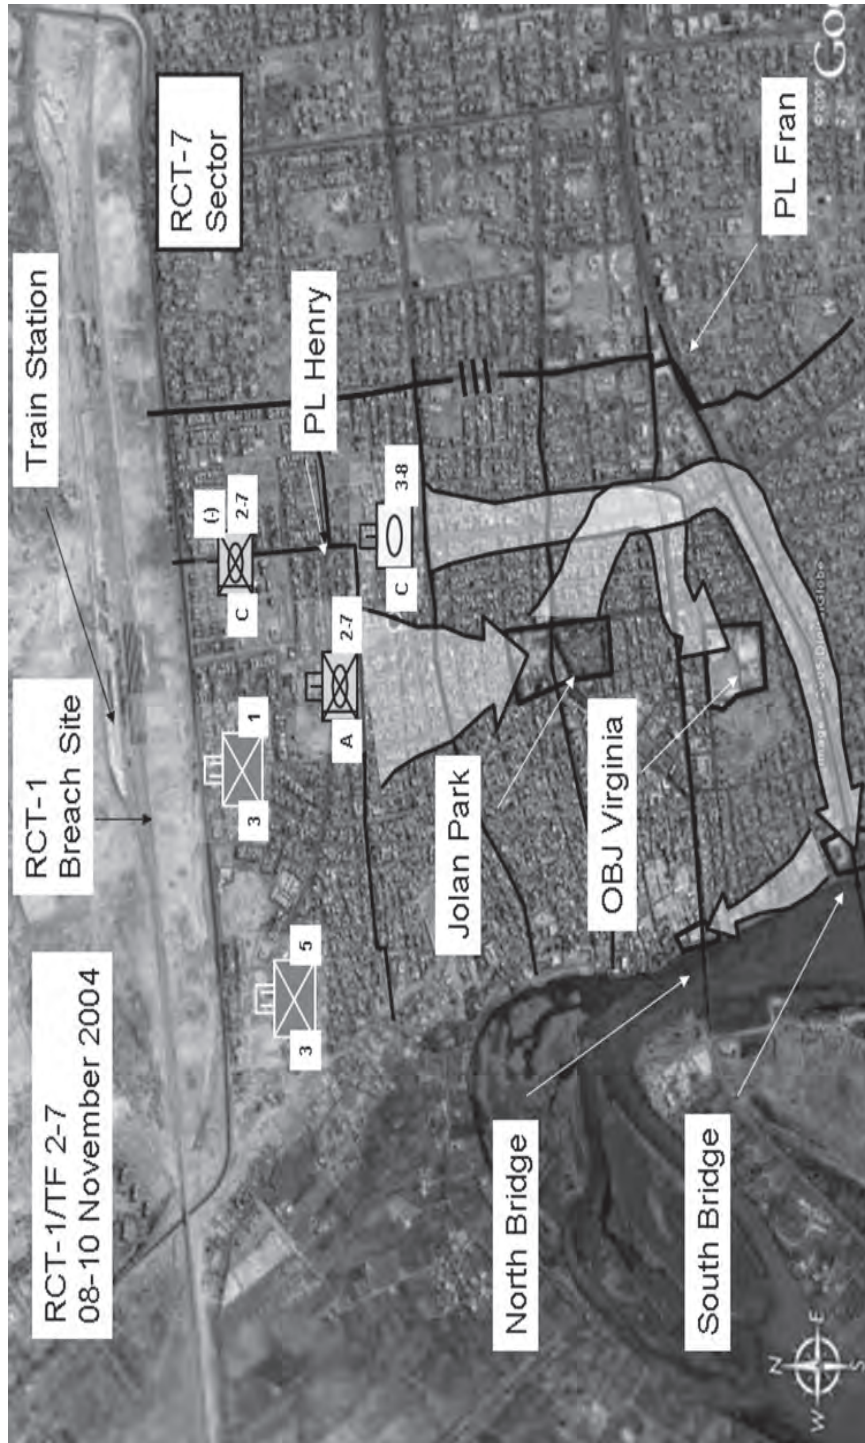 RCT-1/TF 2-7
08-10 November 2004
RCT-1
Breach Site
Train Station
RCT-7
Sector
3
5
3
1
C
(-)
2-7
PL Henry
A
2-7
C
3-8
Jolan Park
OBJ Virginia
PL Fran
North Bridge
South Bridge
N
W
E
S
Goo